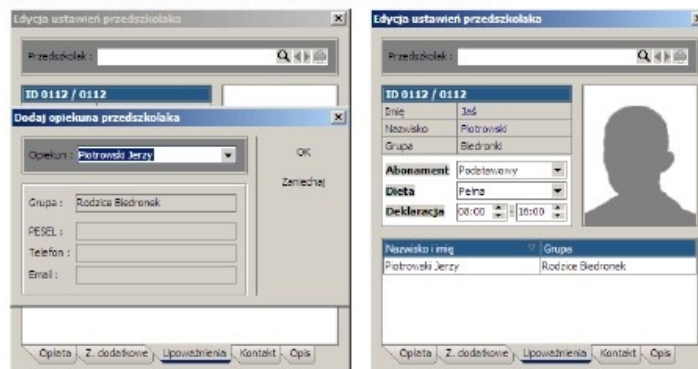 Edycja ustawień przedszkolaka
Przedszkolak :
ID 0112 / 0112
Dodaj opiekuna przedszkolaka
Opiekun : Piotrowski Jerzy
OK
Zaniechaj
Grupa : Rodzice Biedronek
PESEL :
Telefon :
Email :
Opłata Z. dodatkowe Upoważnienia Kontakt Opis
Edycja ustawień przedszkolaka
Przedszkolak :
ID 0112 / 0112
Imię Jaś
Nazwisko Piotrowski
Grupa Biedronki
Abonament Podstawowy
Dieta Pełna
Deklaracja 08:00 - 16:00
Nazwisko i imię Grupa
Piotrowski Jerzy Rodzice Biedronek
Opłata Z. dodatkowe Upoważnienia Kontakt Opis